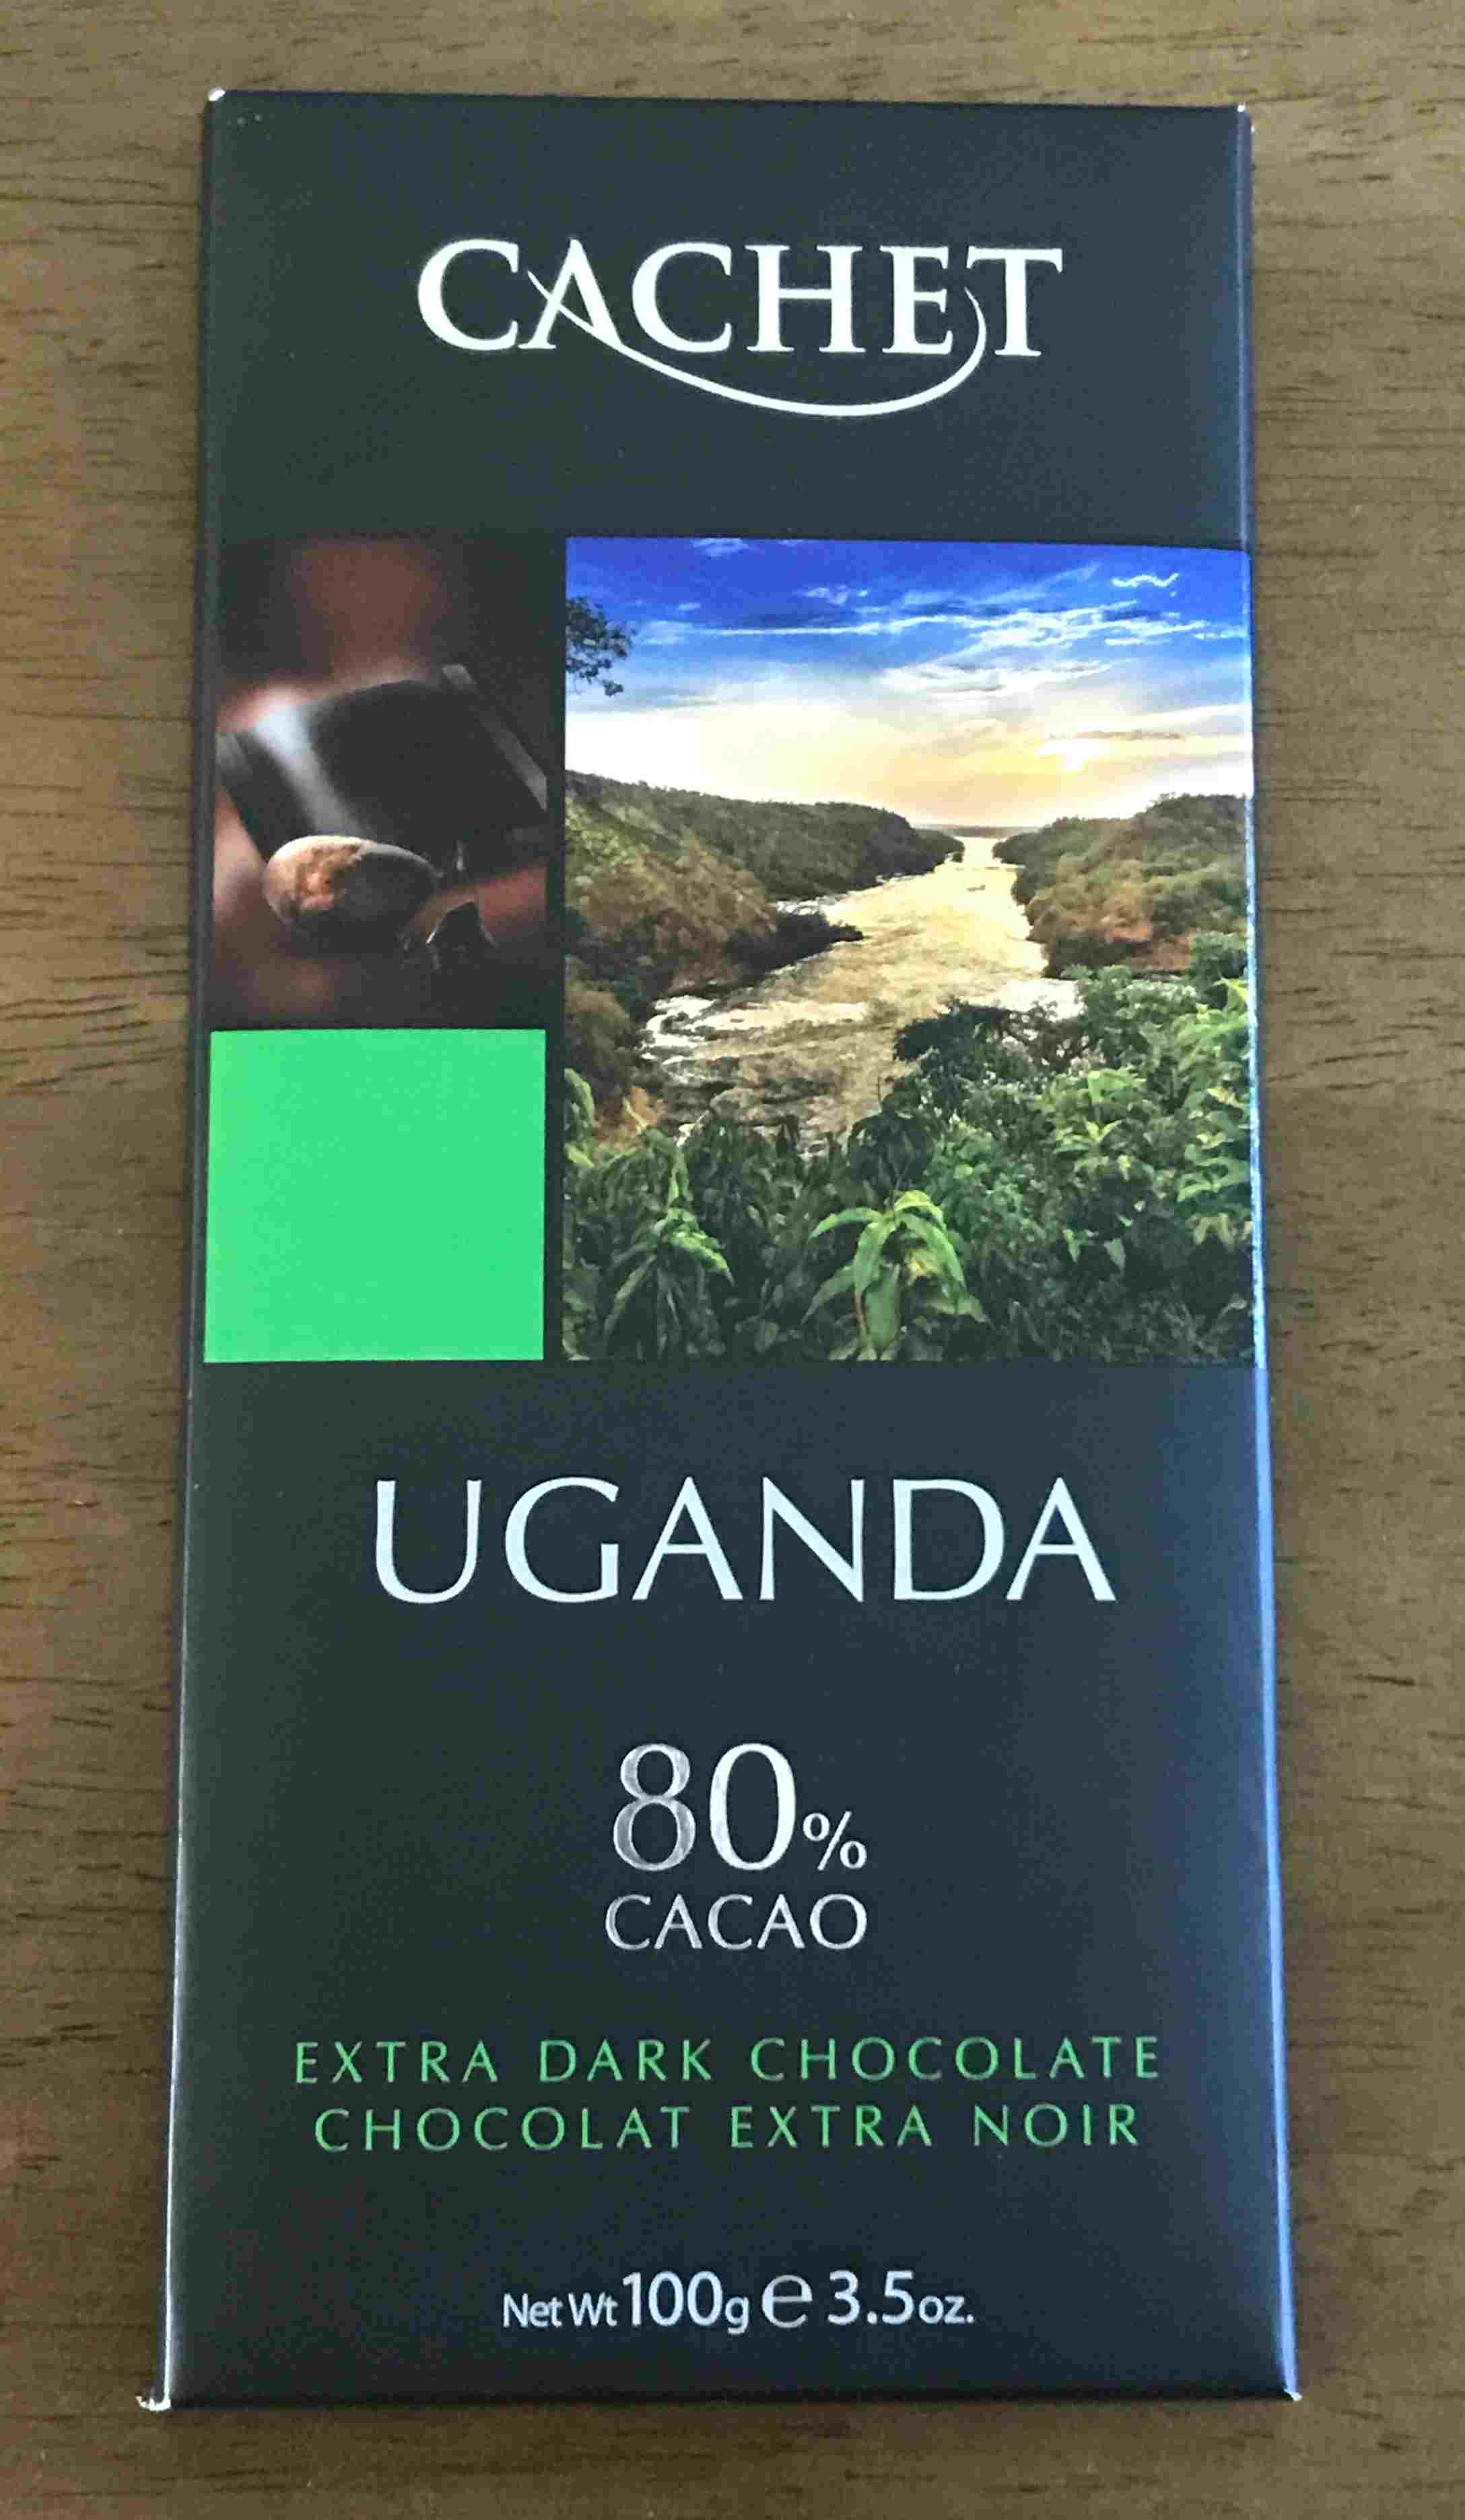 CACHET
UGANDA
80%
CACAO
EXTRA DARK CHOCOLATE
CHOCOLAT EXTRA NOIR
Net Wt 100g ℮ 3.5oz.